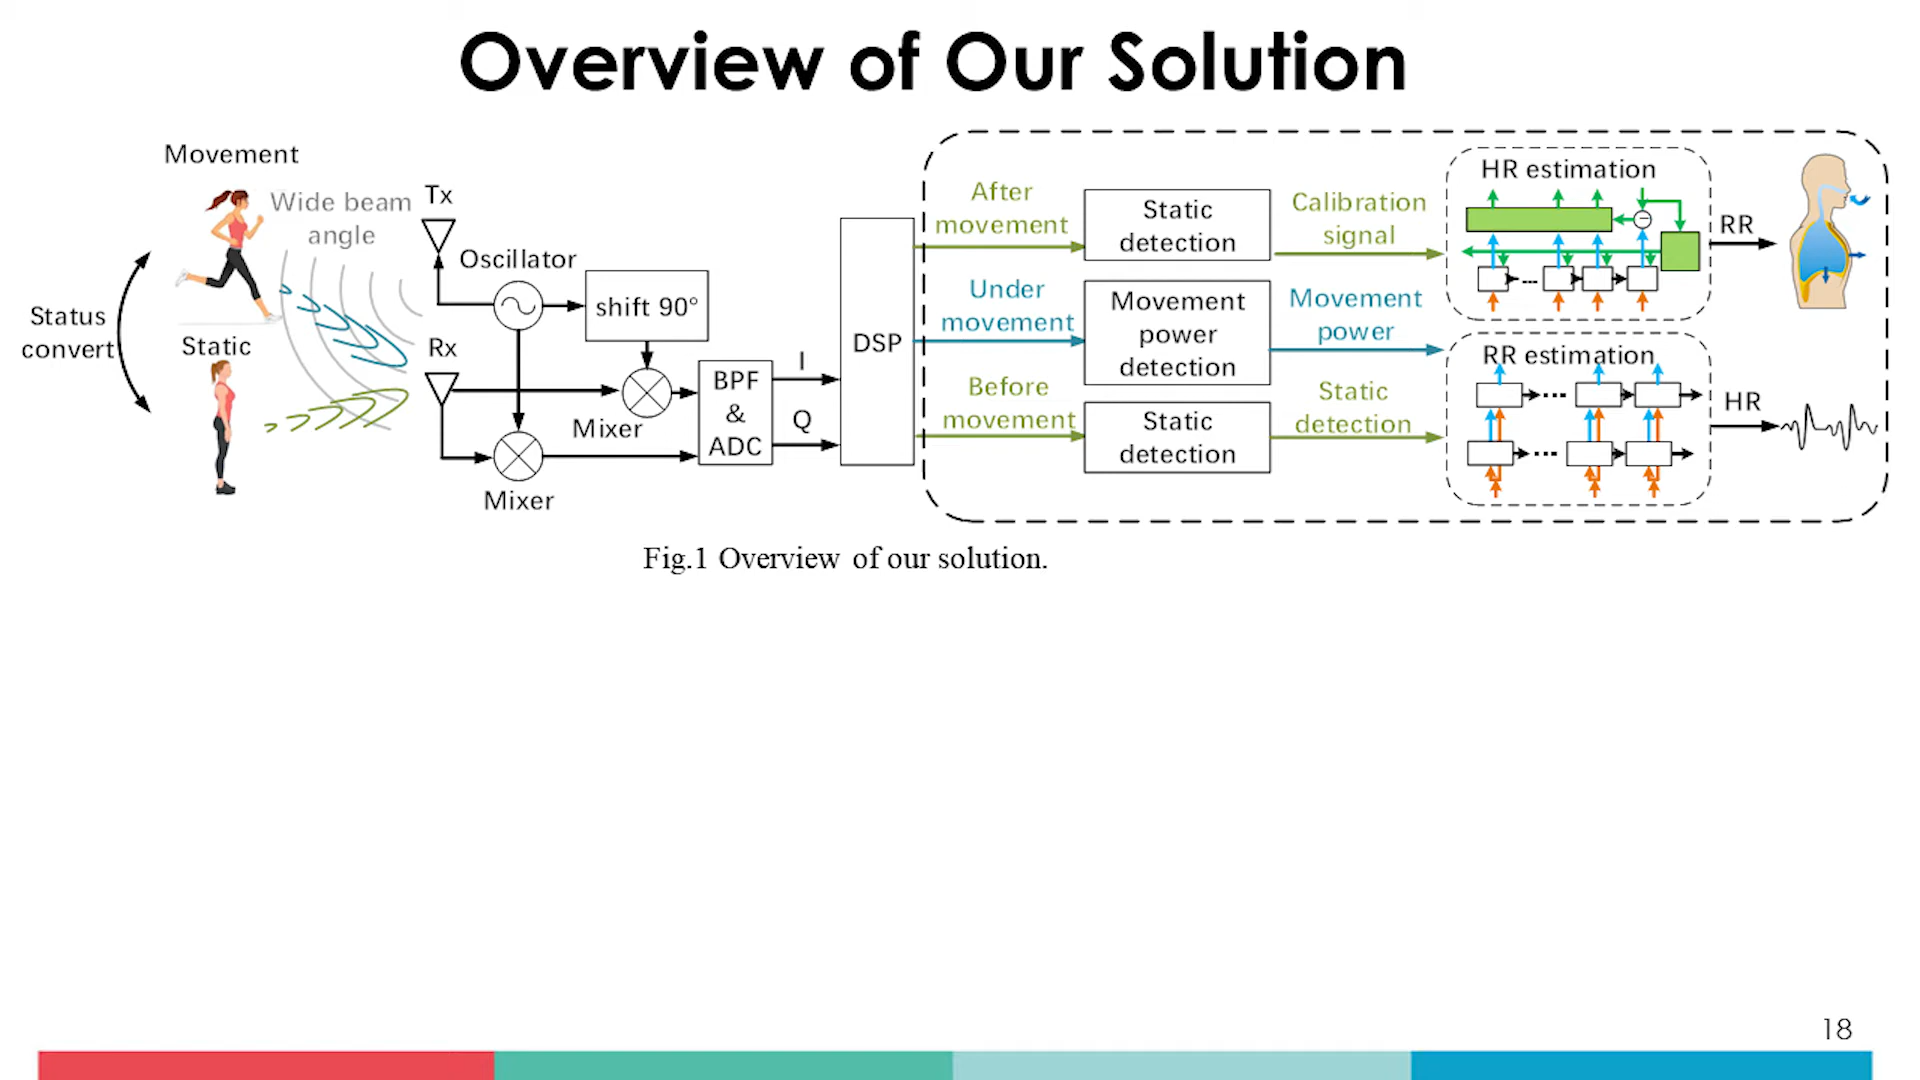 Overview of Our Solution
Movement
Wide beam
angle
Status
convert
Static
Tx
Oscillator
shift 90°
Rx
Mixer
Mixer
BPF
&
ADC
I
Q
DSP
After
movement
Static
detection
Calibration
signal
Under
movement
Movement
power
detection
Movement
power
Before
movement
Static
detection
Static
detection
HR estimation
RR
RR estimation
HR
Fig.1 Overview of our solution.
18